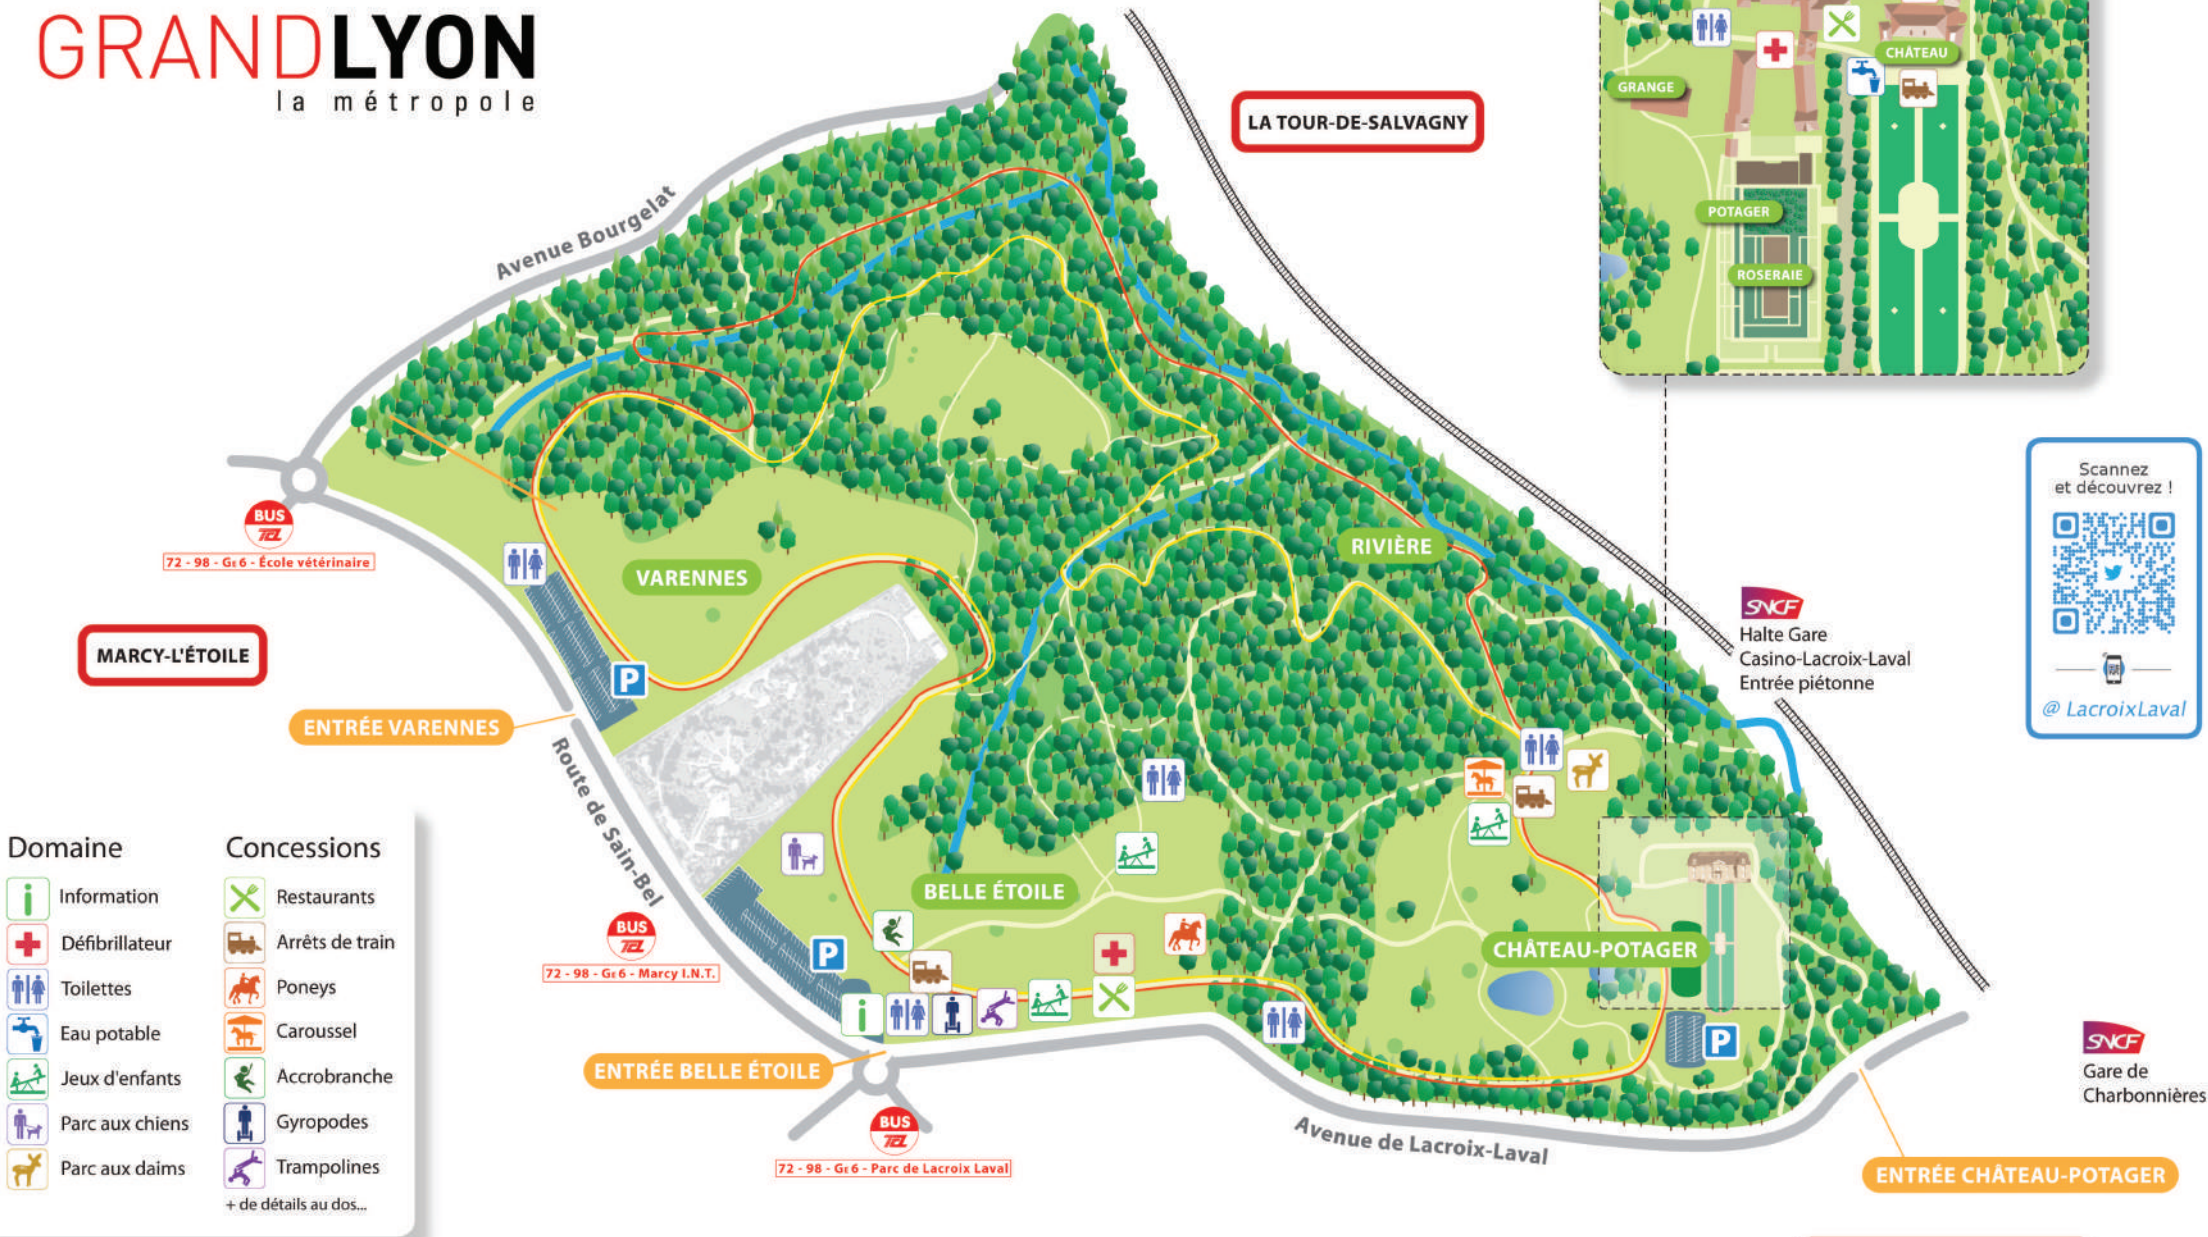 GRANDLYON
la métropole
LA TOUR-DE-SALVAGNY
CHÂTEAU
GRANGE
POTAGER
ROSERAIE
Avenue Bourgelat
BUS
TCL
72 - 98 - GE6 - École vétérinaire
VARENNES
RIVIÈRE
Scannez
et découvrez !
@ LacroixLaval
SNCF
Halte Gare
Casino-Lacroix-Laval
Entrée piétonne
MARCY-L'ÉTOILE
P
ENTRÉE VARENNES
Route de Sain-Bel
BELLE ÉTOILE
CHÂTEAU-POTAGER
BUS
TCL
72 - 98 - GE6 - Marcy I.N.T.
P
i
P
ENTRÉE BELLE ÉTOILE
BUS
TCL
72 - 98 - GE6 - Parc de Lacroix Laval
Avenue de Lacroix-Laval
SNCF
Gare de
Charbonnières
ENTRÉE CHÂTEAU-POTAGER
Domaine
i Information
Défibrillateur
Toilettes
Eau potable
Jeux d'enfants
Parc aux chiens
Parc aux daims
Concessions
Restaurants
Arrêts de train
Poneys
Caroussel
Accrobranche
Gyropodes
Trampolines
+ de détails au dos...